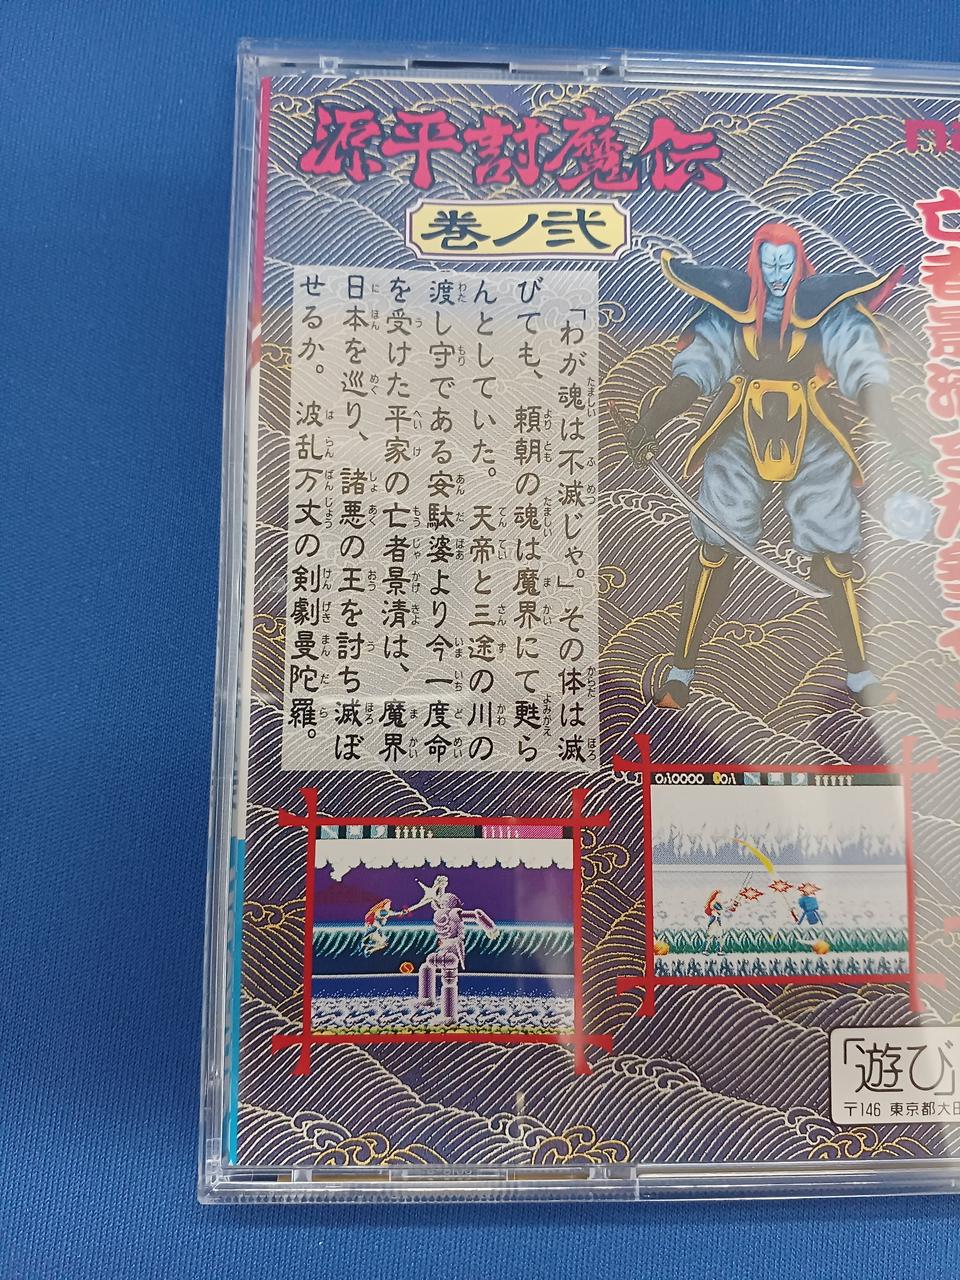 源平討魔伝
巻ノ弐
「わが魂は不滅じゃ。」その体は滅
びても、頼朝の魂は魔界にて甦ら
んとしていた。天帝と三途の川の
渡し守である安駄婆より今一度命
を受けた平家の亡者景清は、魔界
日本を巡り、諸悪の王を討ち滅ぼ
せるか。波乱万丈の剣劇曼陀羅。
亡者景清
「遊び」
〒146 東京都大田